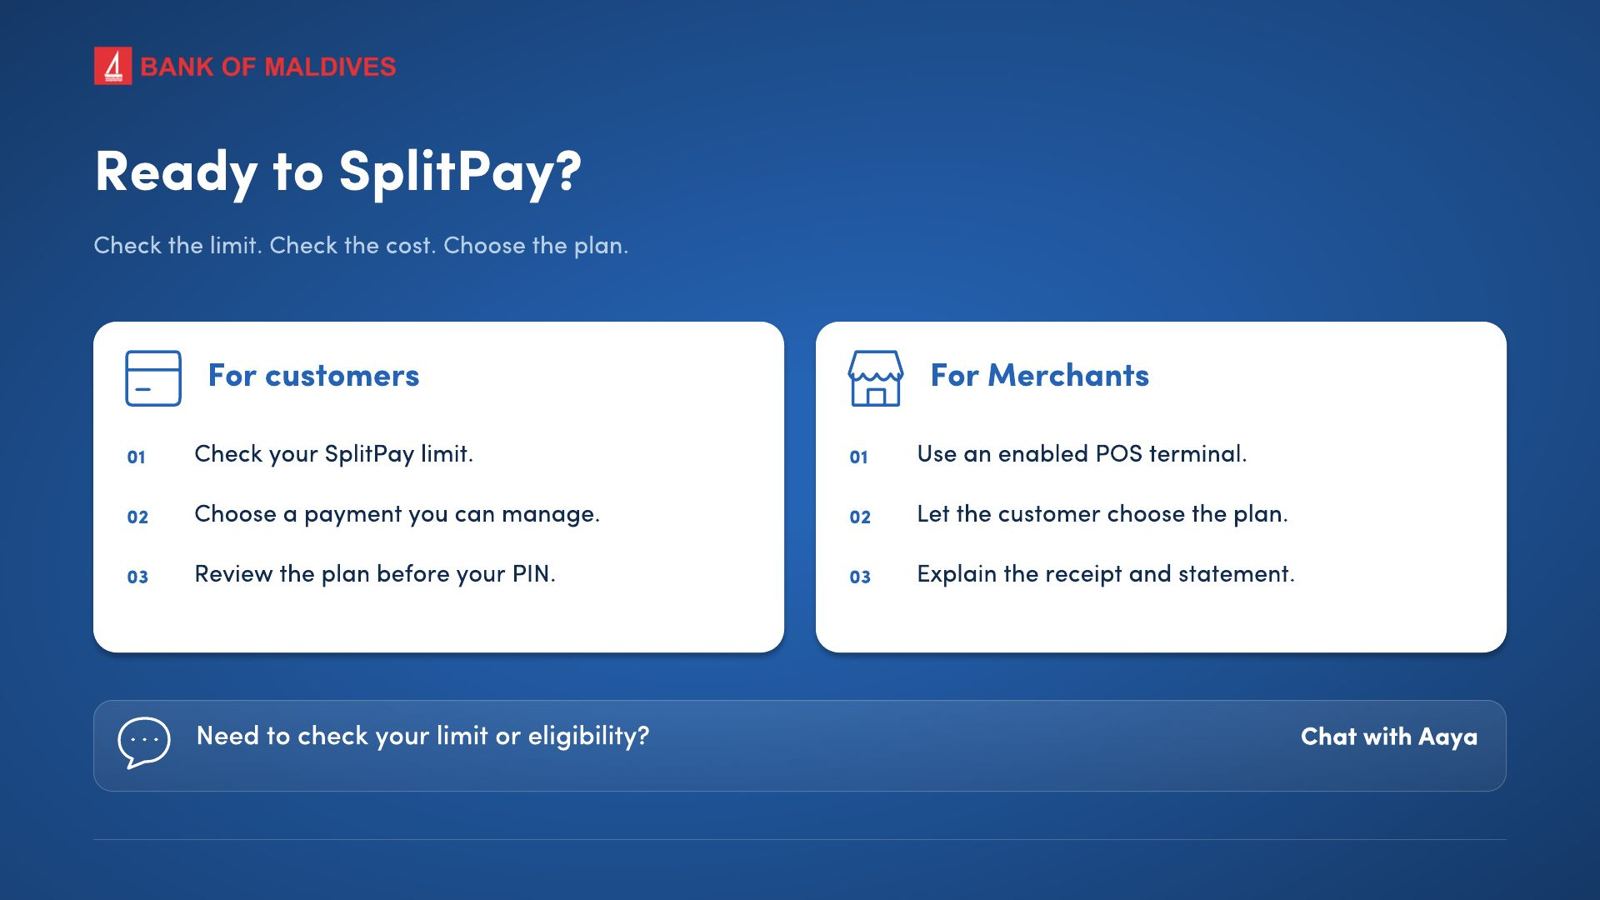 BANK OF MALDIVES
Ready to SplitPay?
Check the limit. Check the cost. Choose the plan.
For customers
01 Check your SplitPay limit.
02 Choose a payment you can manage.
03 Review the plan before your PIN.
For Merchants
01 Use an enabled POS terminal.
02 Let the customer choose the plan.
03 Explain the receipt and statement.
Need to check your limit or eligibility?
Chat with Aaya